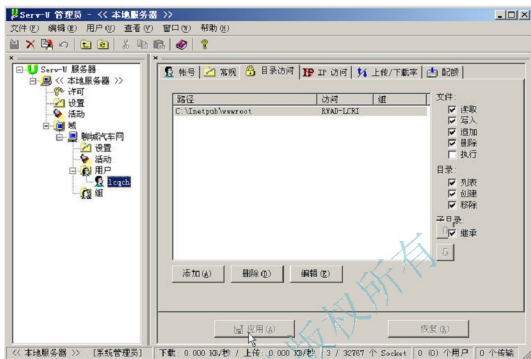 Serv-U 管理员 - << 本地服务器 >>
文件(F) 编辑(E) 用户(U) 查看(V) 窗口(W) 帮助(H)
帐号 常规 目录访问 IP IP 访问 上传/下载率 配额
Serv-U 服务器
<< 本地服务器 >>
许可
设置
活动
域
聊城汽车网
设置
活动
用户
lcqch
组
路径 访问 组
C:\Inetpub\wwwroot RWAD-LCRI
文件:
读取
写入
追加
删除
执行
目录:
列表
创建
移除
子目录:
继承
添加(A) 删除(D) 编辑(E)
应用(A) 恢复(R)
版权所有
<< 本地服务器 >> [系统管理员] 下载 0.000 KB/秒 / 上传 0.000 KB/秒 3 / 32767 个 Socket 0 (0) 个用户 0 个传输